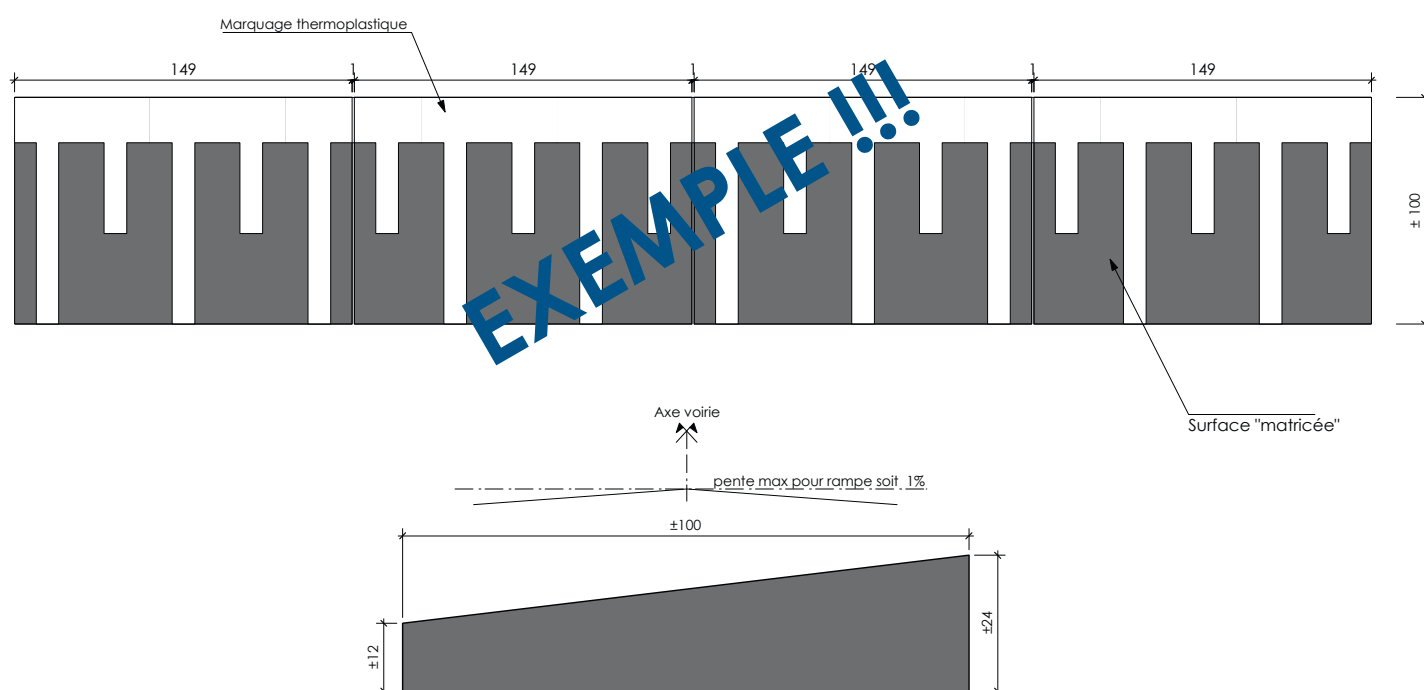 Marquage thermoplastique
149
1
149
1
149
1
149
EXEMPLE !!!
± 100
Surface "matricée"
Axe voirie
pente max pour rampe soit 1%
±100
±12
±24